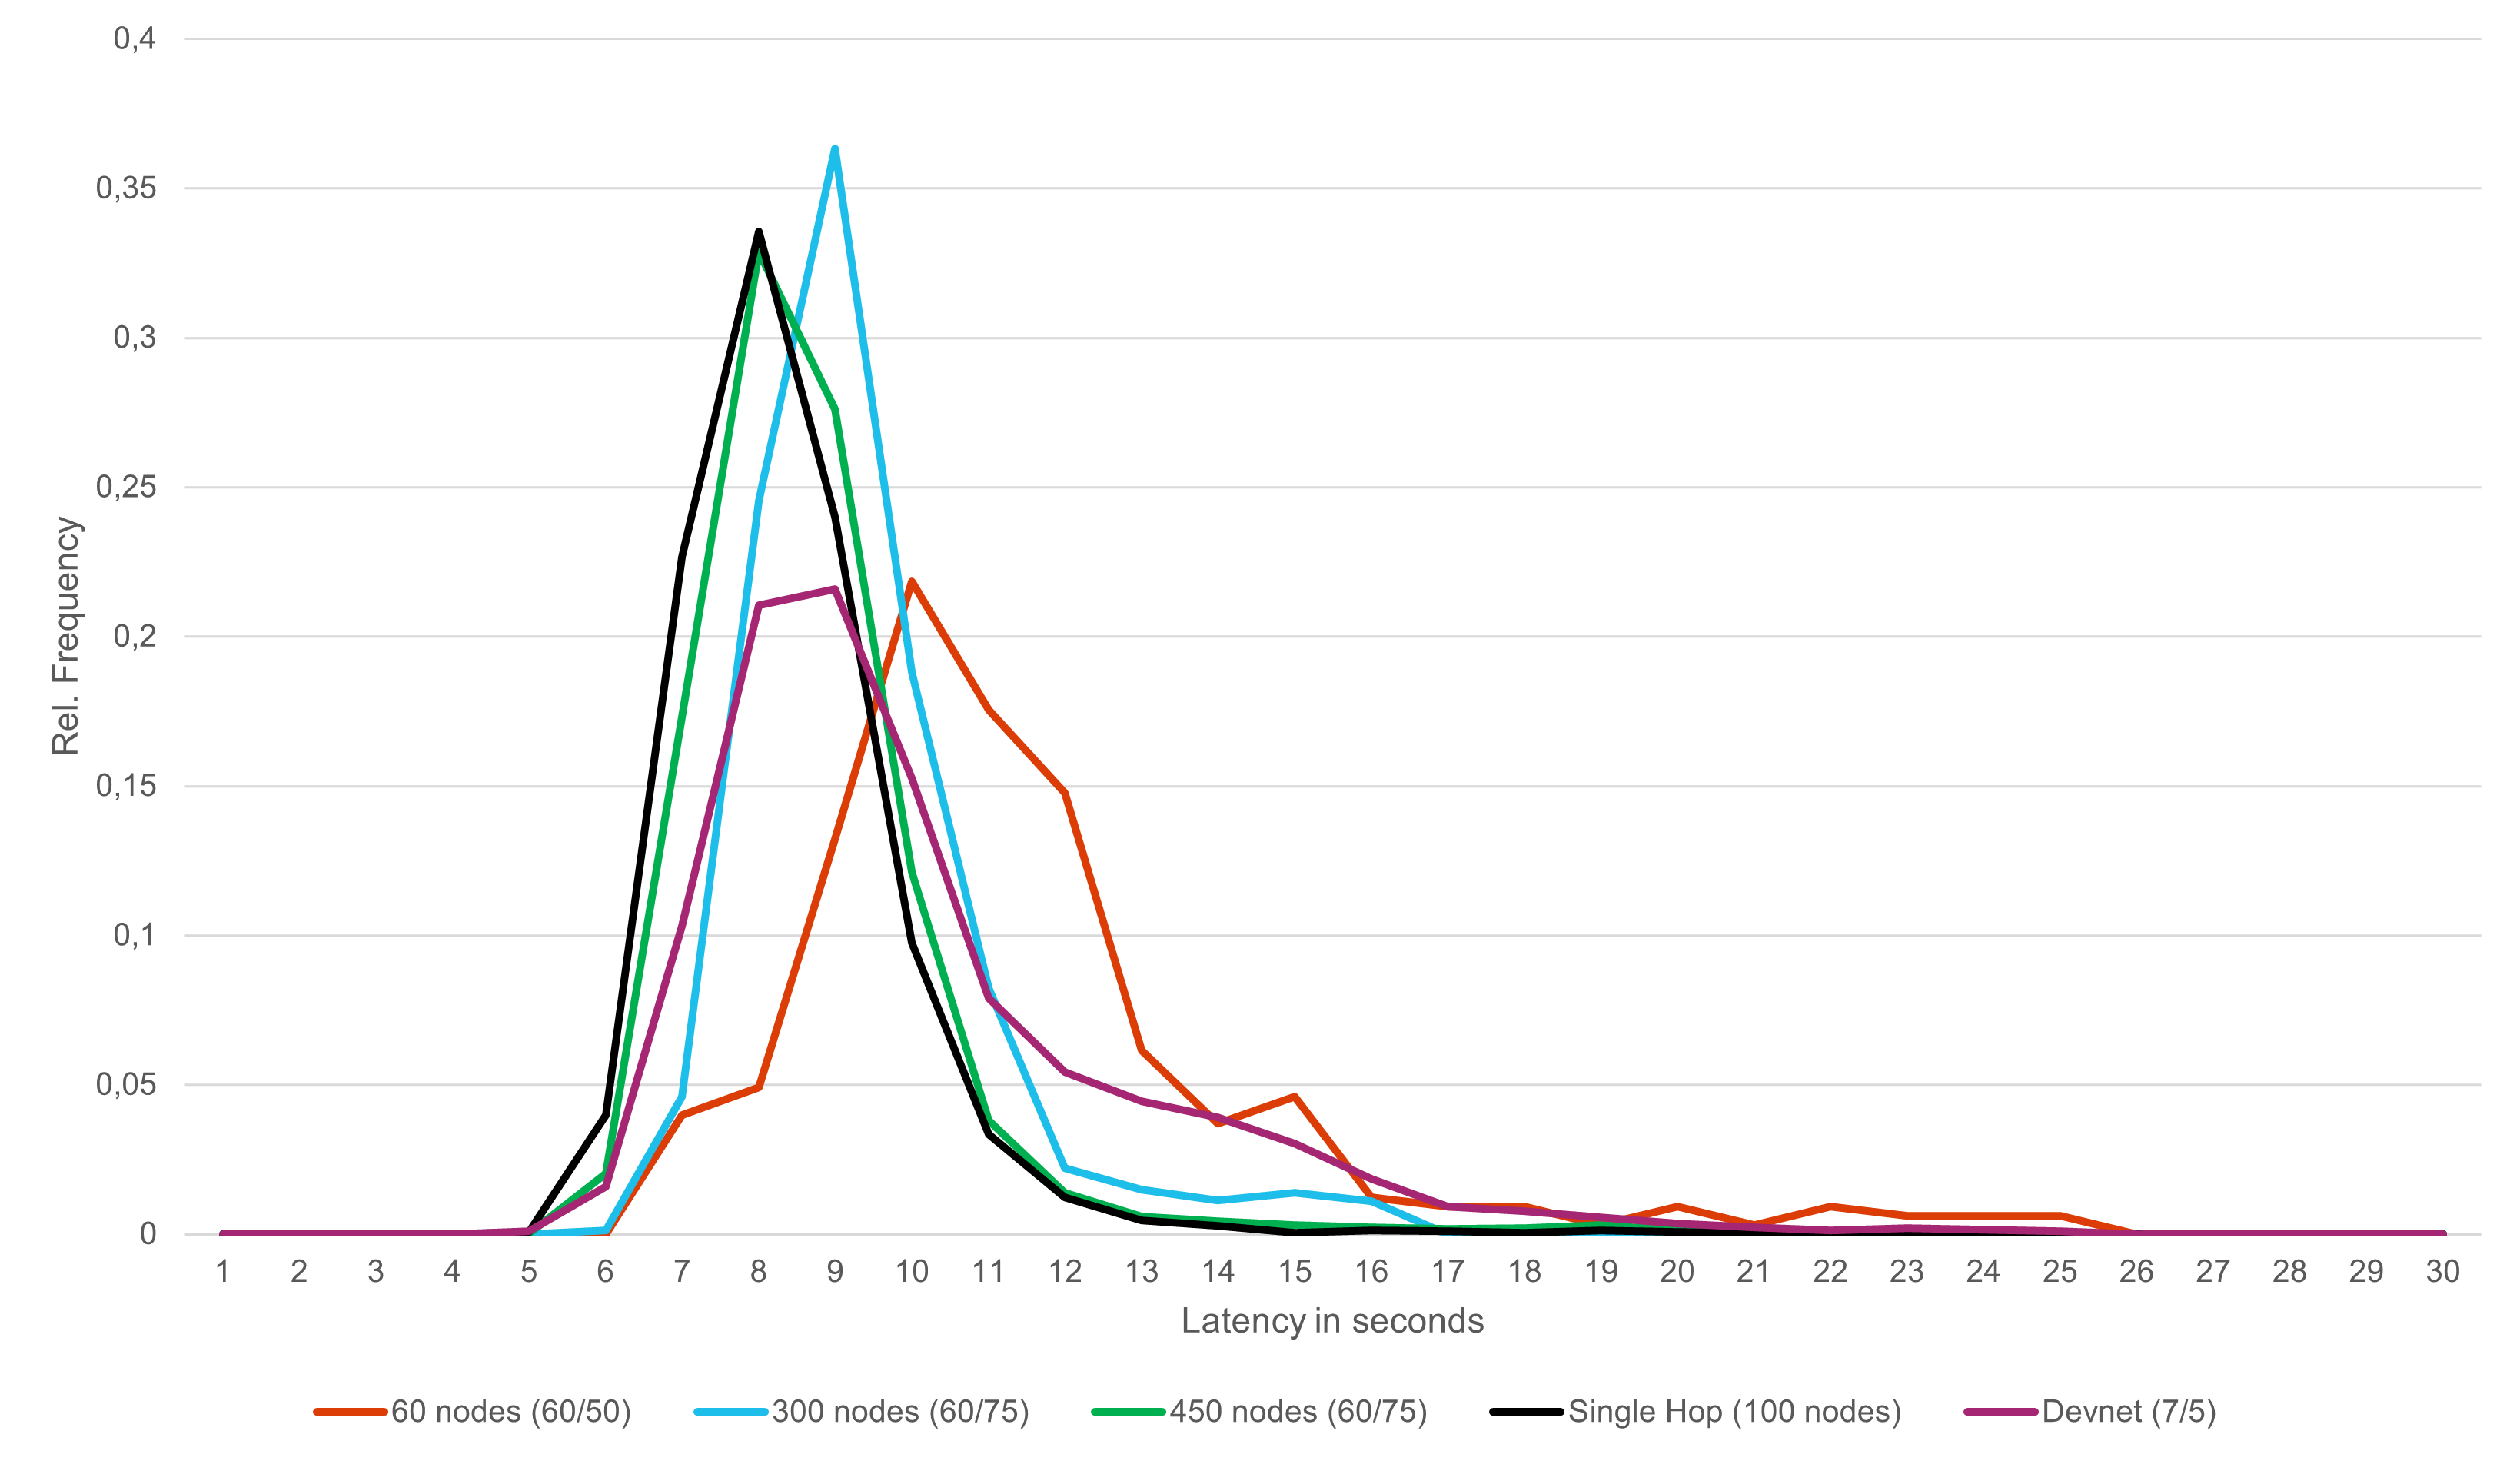 0,4
0,35
0,3
0,25
0,2
0,15
0,1
0,05
0
Rel. Frequency
1 2 3 4 5 6 7 8 9 10 11 12 13 14 15 16 17 18 19 20 21 22 23 24 25 26 27 28 29 30
Latency in seconds
60 nodes (60/50) 300 nodes (60/75) 450 nodes (60/75) Single Hop (100 nodes) Devnet (7/5)